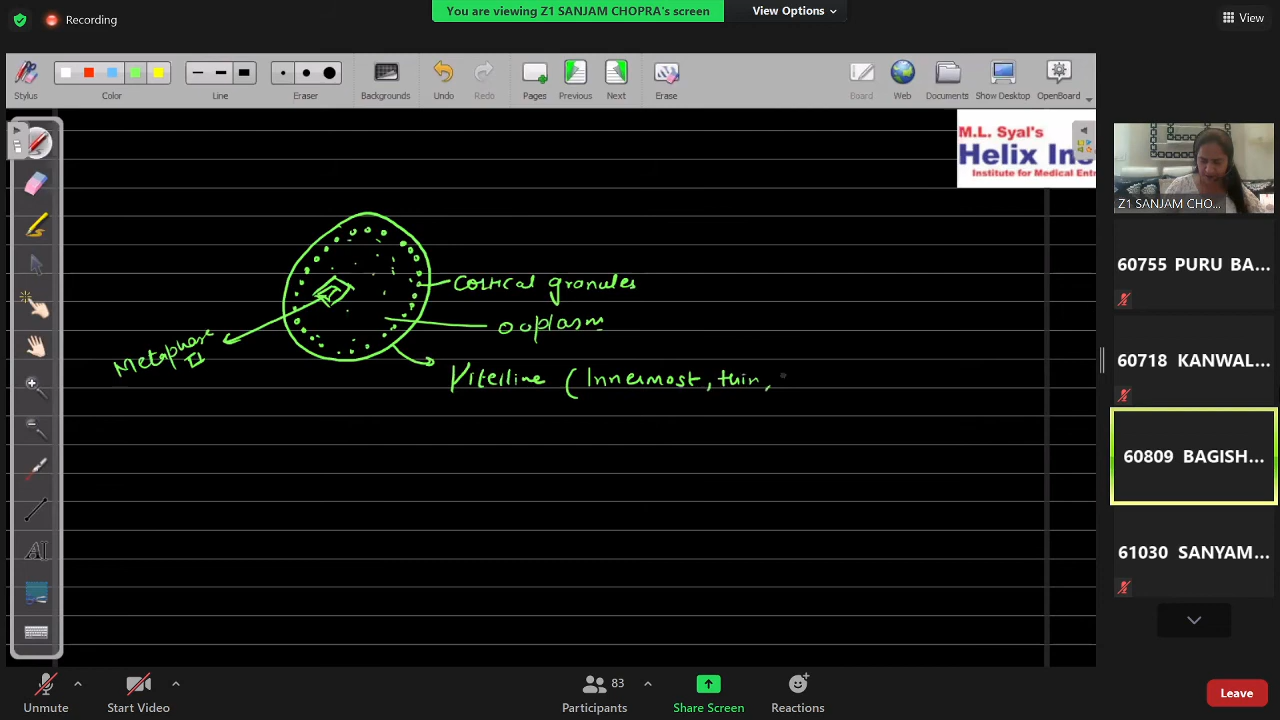 Recording
You are viewing Z1 SANJAM CHOPRA's screen
View Options
View
Stylus
Color
Line
Eraser
Backgrounds
Undo
Redo
Pages
Previous
Next
Erase
Board
Web
Documents
Show Desktop
OpenBoard
M.L. Syal's
Helix Ins
Institute for Medical Entr
Cortical granules
Ooplasm
Metaphase
II
Vitelline (Innermost, thin,
Z1 SANJAM CHO...
60755 PURU BA...
60718 KANWAL...
60809 BAGISH...
61030 SANYAM...
Unmute
Start Video
83
Participants
Share Screen
Reactions
Leave